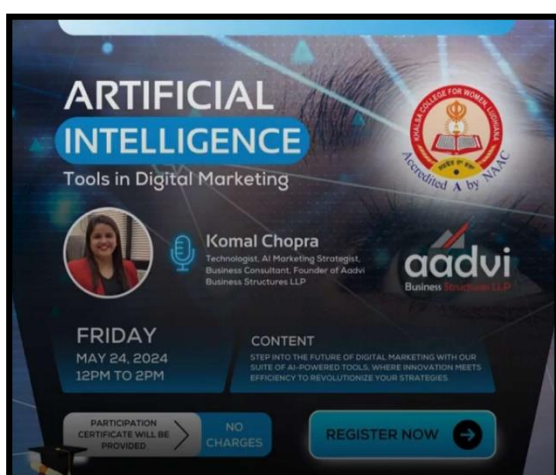 ARTIFICIAL
INTELLIGENCE
Tools in Digital Marketing
KHALSA COLLEGE FOR WOMEN, LUDHIANA
Accredited A by NAAC
Komal Chopra
Technologist, AI Marketing Strategist,
Business Consultant, Founder of Aadvi
Business Structures LLP
aadvi
Business Structures LLP
FRIDAY
MAY 24, 2024
12PM TO 2PM
CONTENT
STEP INTO THE FUTURE OF DIGITAL MARKETING WITH OUR
SUITE OF AI-POWERED TOOLS, WHERE INNOVATION MEETS
EFFICIENCY TO REVOLUTIONIZE YOUR STRATEGIES.
PARTICIPATION
CERTIFICATE WILL BE
PROVIDED
NO
CHARGES
REGISTER NOW